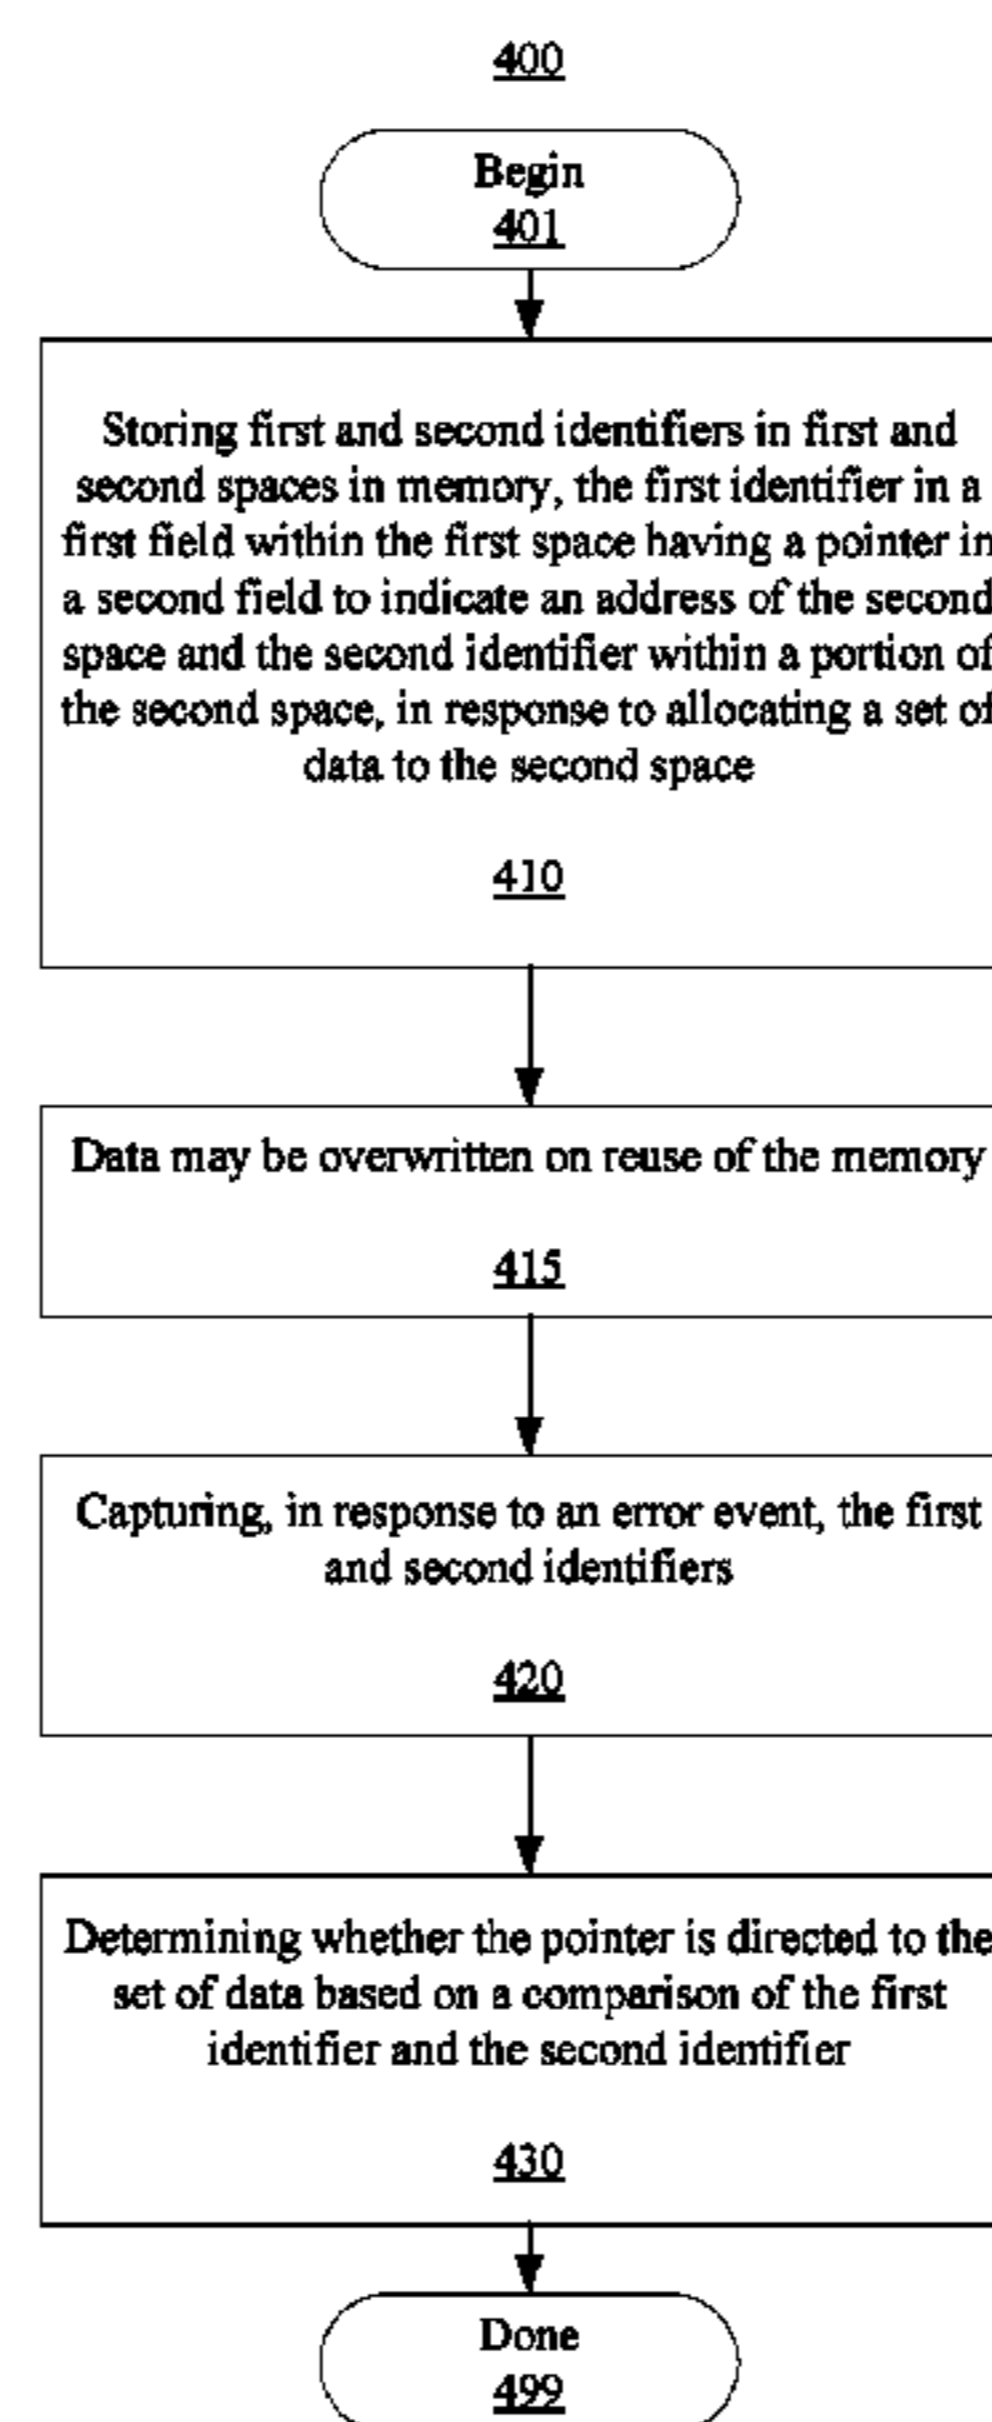 400
Begin
401
Storing first and second identifiers in first and
second spaces in memory, the first identifier in a
first field within the first space having a pointer in
a second field to indicate an address of the second
space and the second identifier within a portion of
the second space, in response to allocating a set of
data to the second space
410
Data may be overwritten on reuse of the memory
415
Capturing, in response to an error event, the first
and second identifiers
420
Determining whether the pointer is directed to the
set of data based on a comparison of the first
identifier and the second identifier
430
Done
499